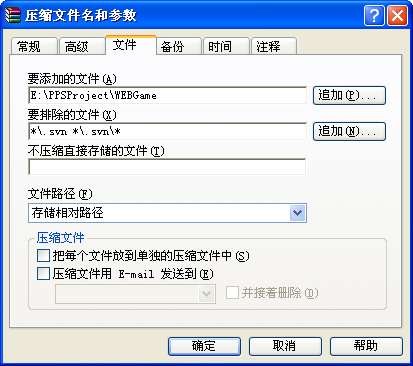 压缩文件名和参数
常规 高级 文件 备份 时间 注释
要添加的文件(A)
E:\PPSProject\WEBGame 追加(P)...
要排除的文件(X)
*\.svn *\.svn\* 追加(N)...
不压缩直接存储的文件(T)
文件路径(F)
存储相对路径
压缩文件
把每个文件放到单独的压缩文件中(S)
压缩文件用 E-mail 发送到(E)
并接着删除(D)
确定 取消 帮助